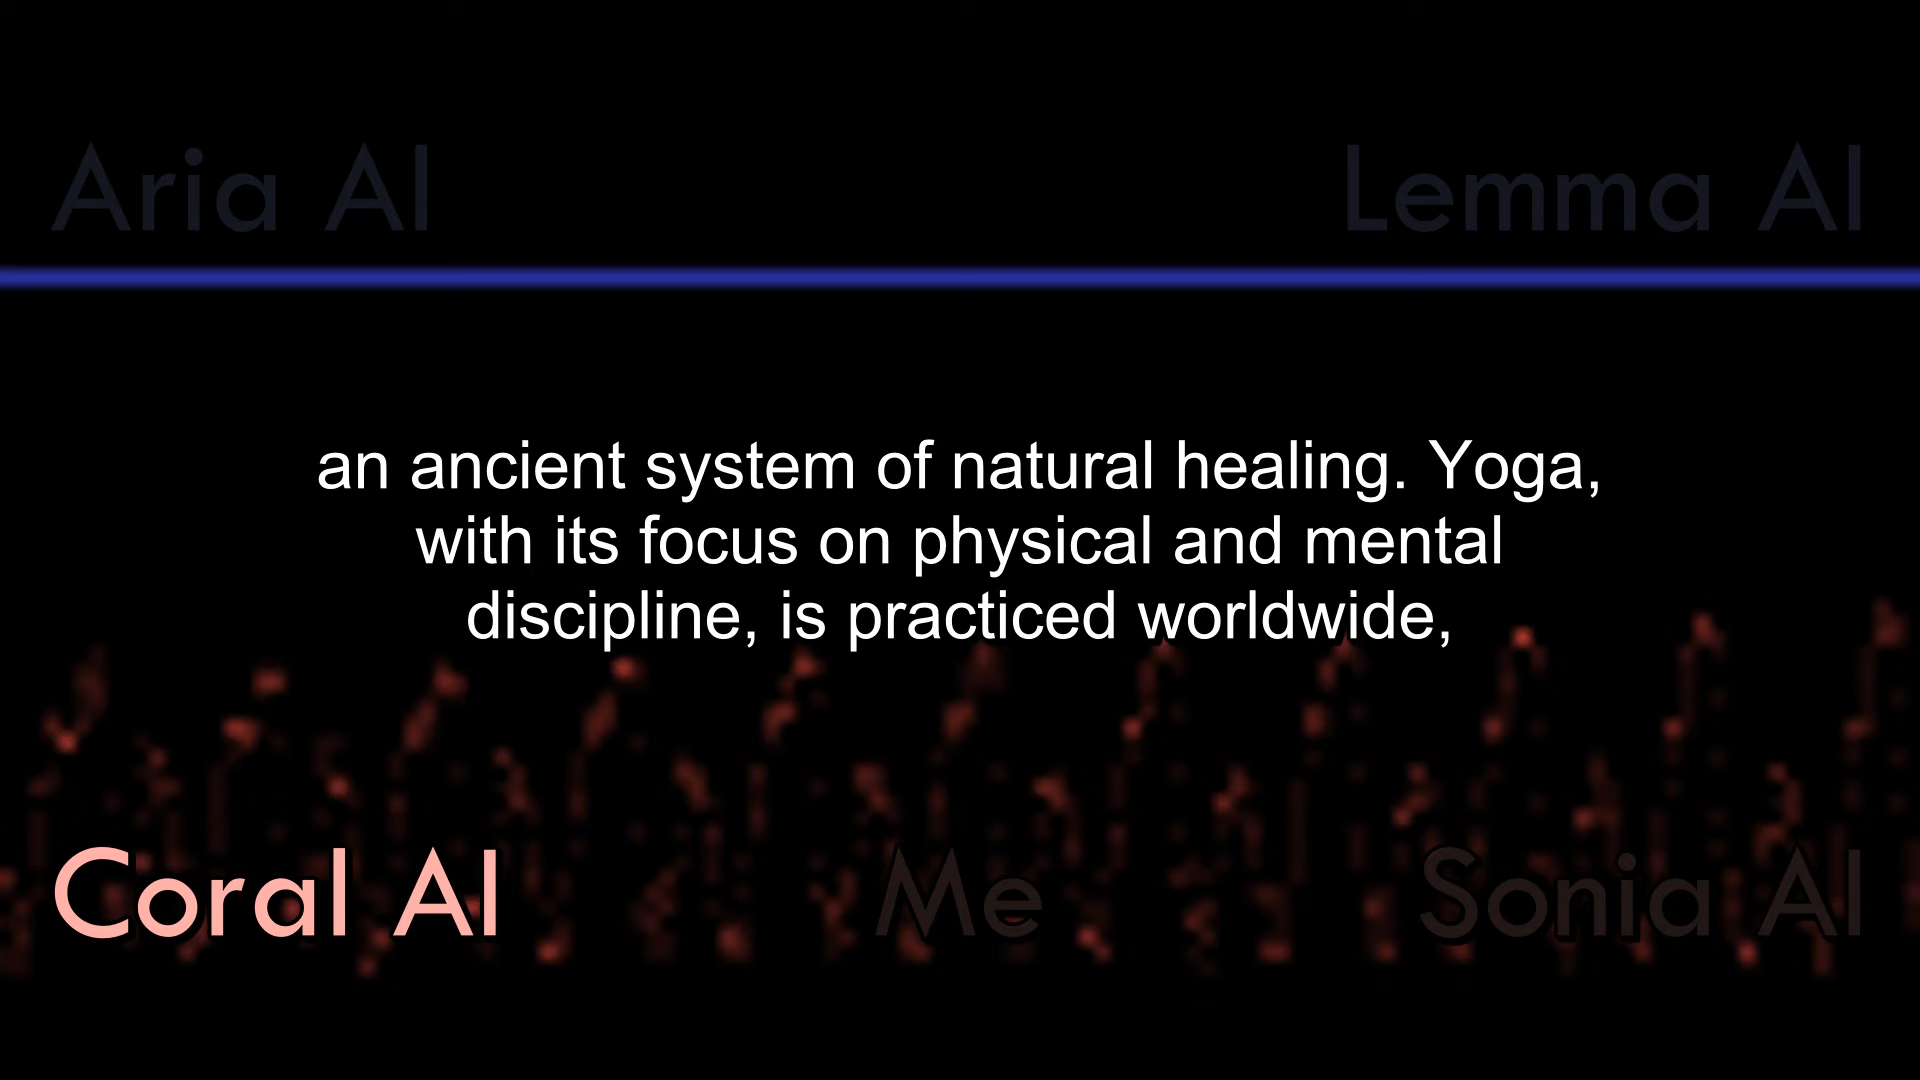 Aria AI
Lemma AI
an ancient system of natural healing. Yoga,
with its focus on physical and mental
discipline, is practiced worldwide,
Coral AI
Me
Sonia AI